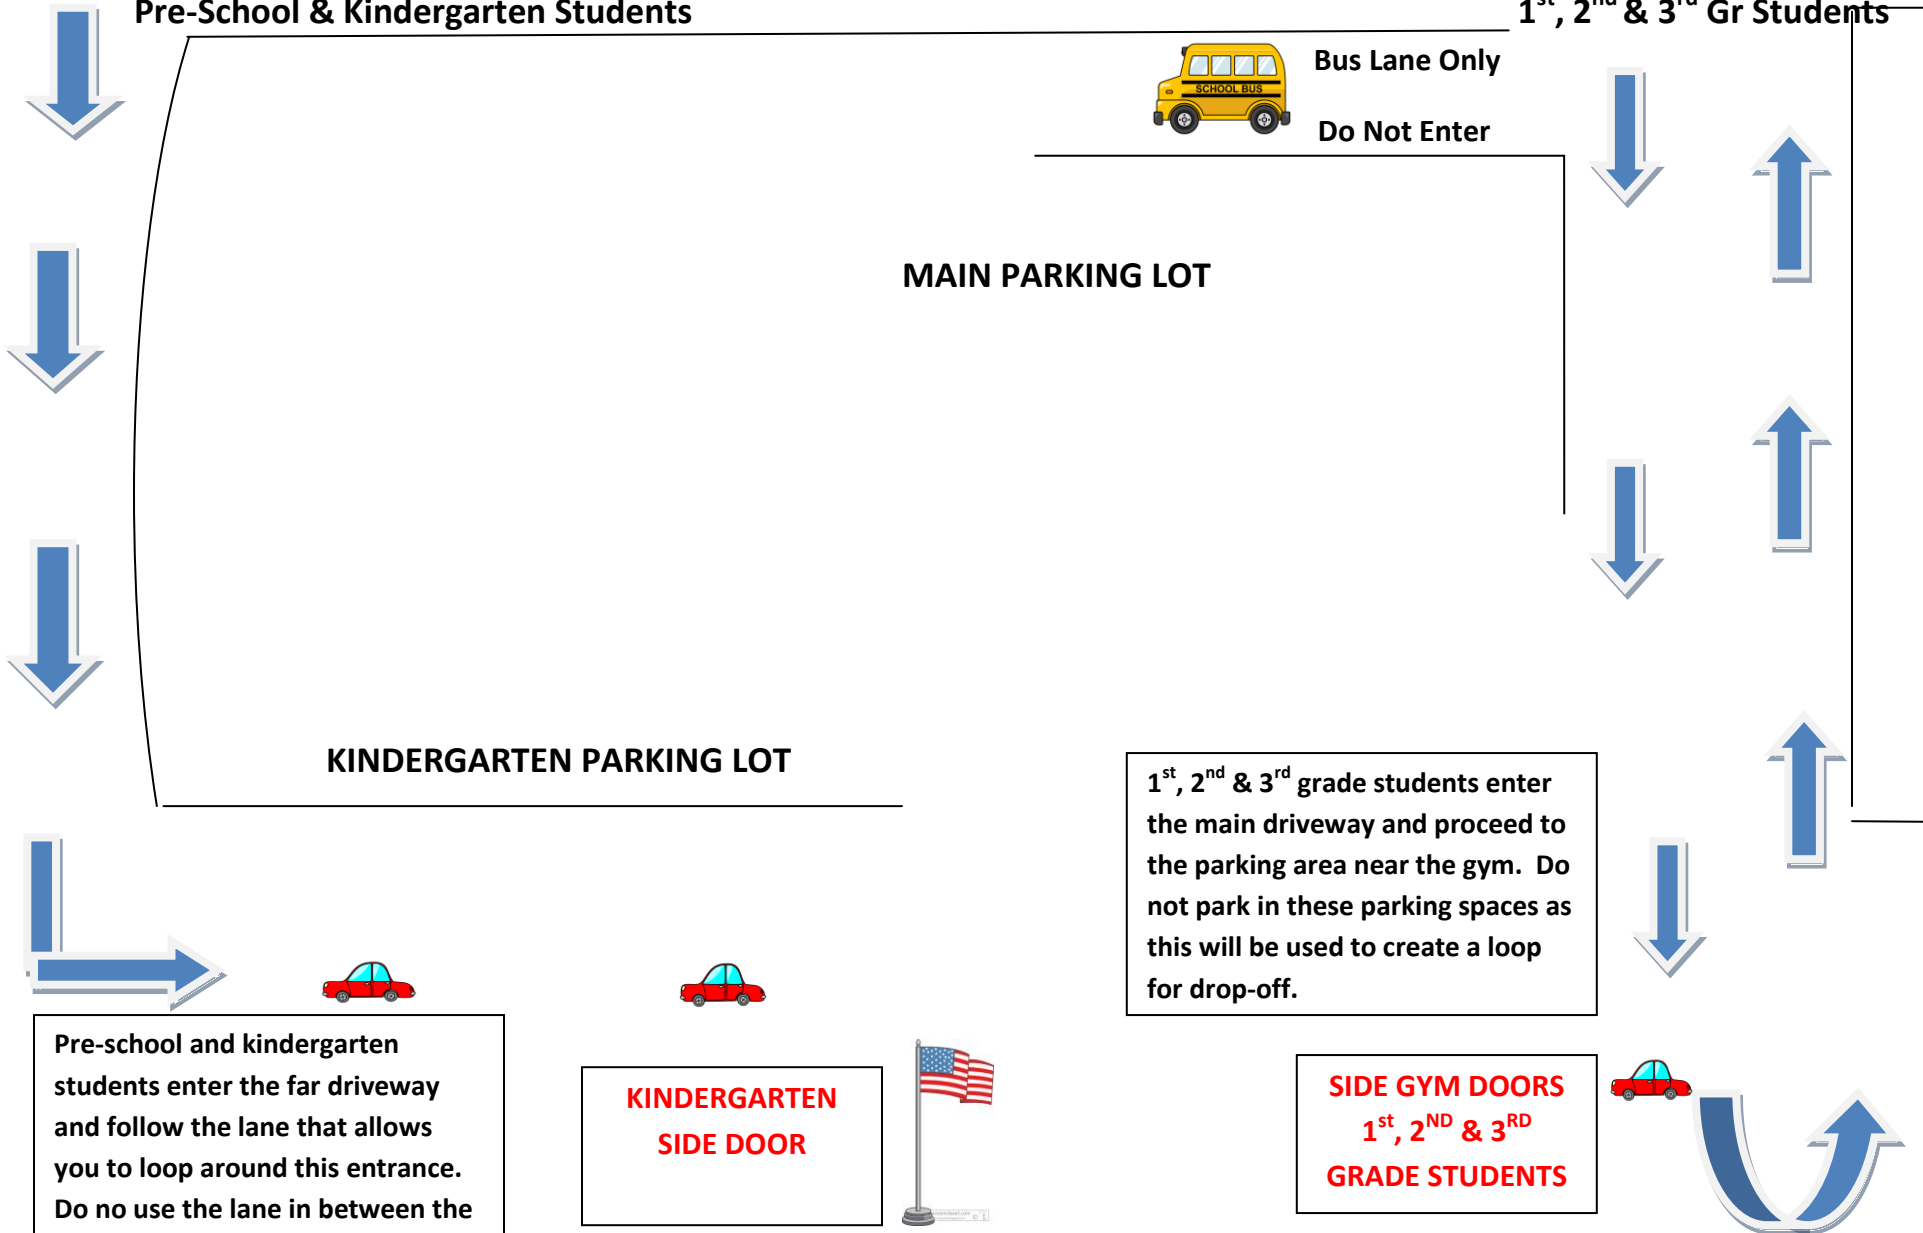 Pre-School & Kindergarten Students
1st, 2nd & 3rd Gr Students
SCHOOL BUS
Bus Lane Only
Do Not Enter
MAIN PARKING LOT
KINDERGARTEN PARKING LOT
1st, 2nd & 3rd grade students enter
the main driveway and proceed to
the parking area near the gym. Do
not park in these parking spaces as
this will be used to create a loop
for drop-off.
Pre-school and kindergarten
students enter the far driveway
and follow the lane that allows
you to loop around this entrance.
Do no use the lane in between the
KINDERGARTEN
SIDE DOOR
SIDE GYM DOORS
1st, 2ND & 3RD
GRADE STUDENTS